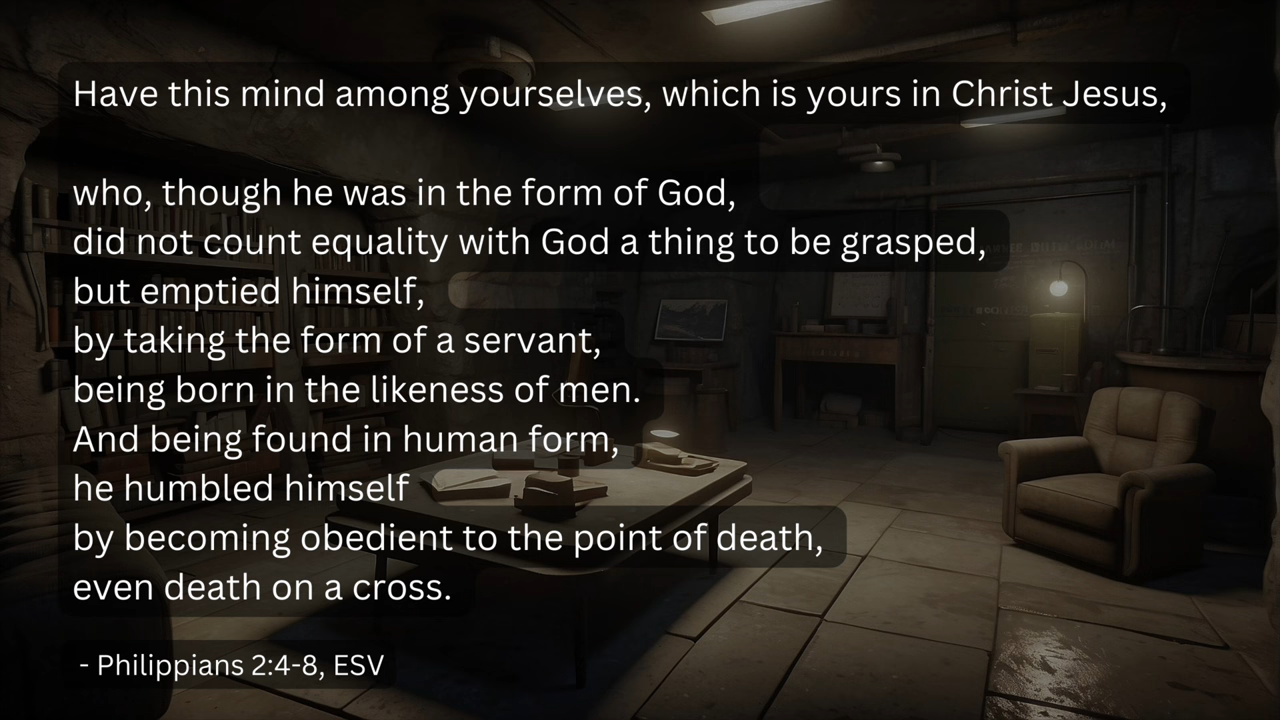 Have this mind among yourselves, which is yours in Christ Jesus,
who, though he was in the form of God,
did not count equality with God a thing to be grasped,
but emptied himself,
by taking the form of a servant,
being born in the likeness of men.
And being found in human form,
he humbled himself
by becoming obedient to the point of death,
even death on a cross.
- Philippians 2:4-8, ESV